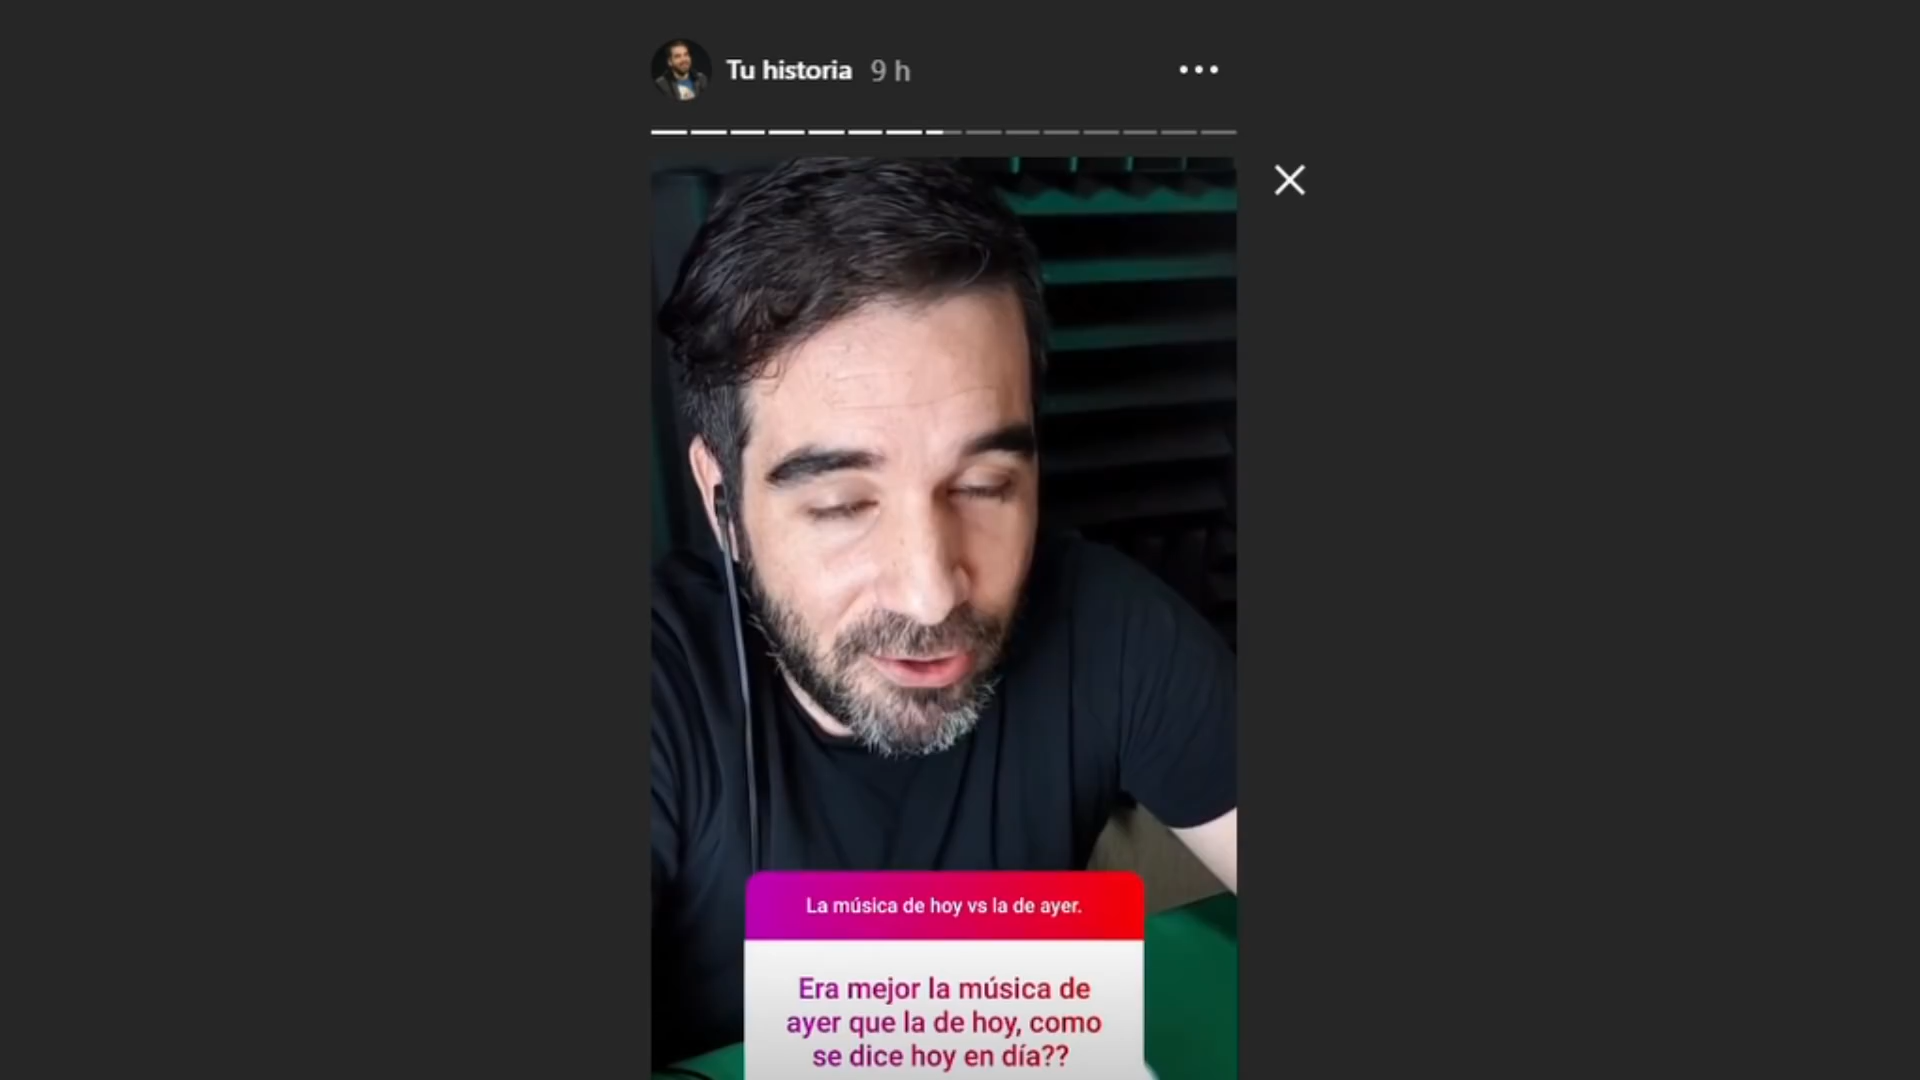 Tu historia 9 h
La música de hoy vs la de ayer.
Era mejor la música de
ayer que la de hoy, como
se dice hoy en día??